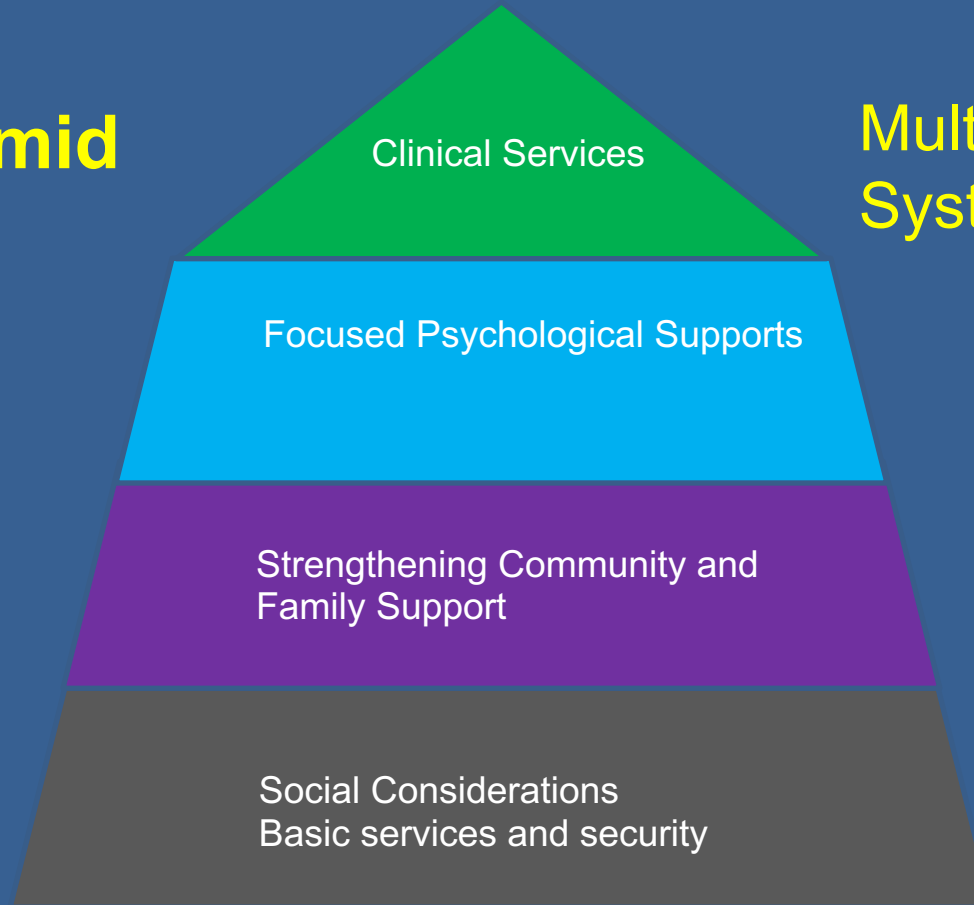 mid
Mult
Syst
Clinical Services
Focused Psychological Supports
Strengthening Community and
Family Support
Social Considerations
Basic services and security